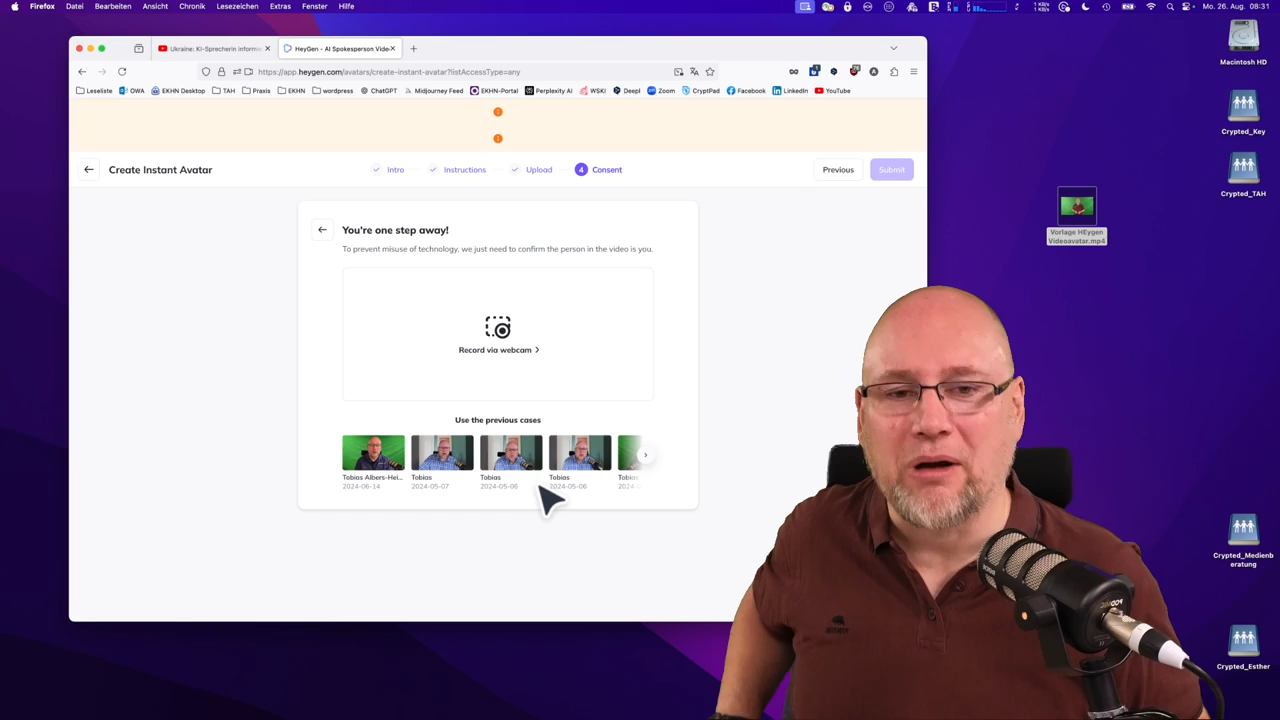 Firefox Datei Bearbeiten Ansicht Chronik Lesezeichen Extras Fenster Hilfe
Mo. 26. Aug. 08:31
Ukraine: KI-Sprecherin informie
HeyGen - AI Spokesperson Vide
https://app.heygen.com/avatars/create-instant-avatar?listAccessType=any
Leseliste OWA EKHN Desktop TAH Praxis EKHN wordpress ChatGPT Midjourney Feed EKHN-Portal Perplexity AI WSKI Deepl Zoom CryptPad Facebook LinkedIn YouTube
Create Instant Avatar
Intro
Instructions
Upload
4 Consent
Previous
Submit
You're one step away!
To prevent misuse of technology, we just need to confirm the person in the video is you.
Record via webcam
Use the previous cases
Tobias Albers-Hei... Tobias Tobias Tobias Tobias
2024-06-14 2024-05-07 2024-05-06 2024-05-06
Vorlage HEygen
Videoavatar.mp4
Macintosh HD
Crypted_Key
Crypted_TAH
Crypted_Medienb
eratung
Crypted_Esther